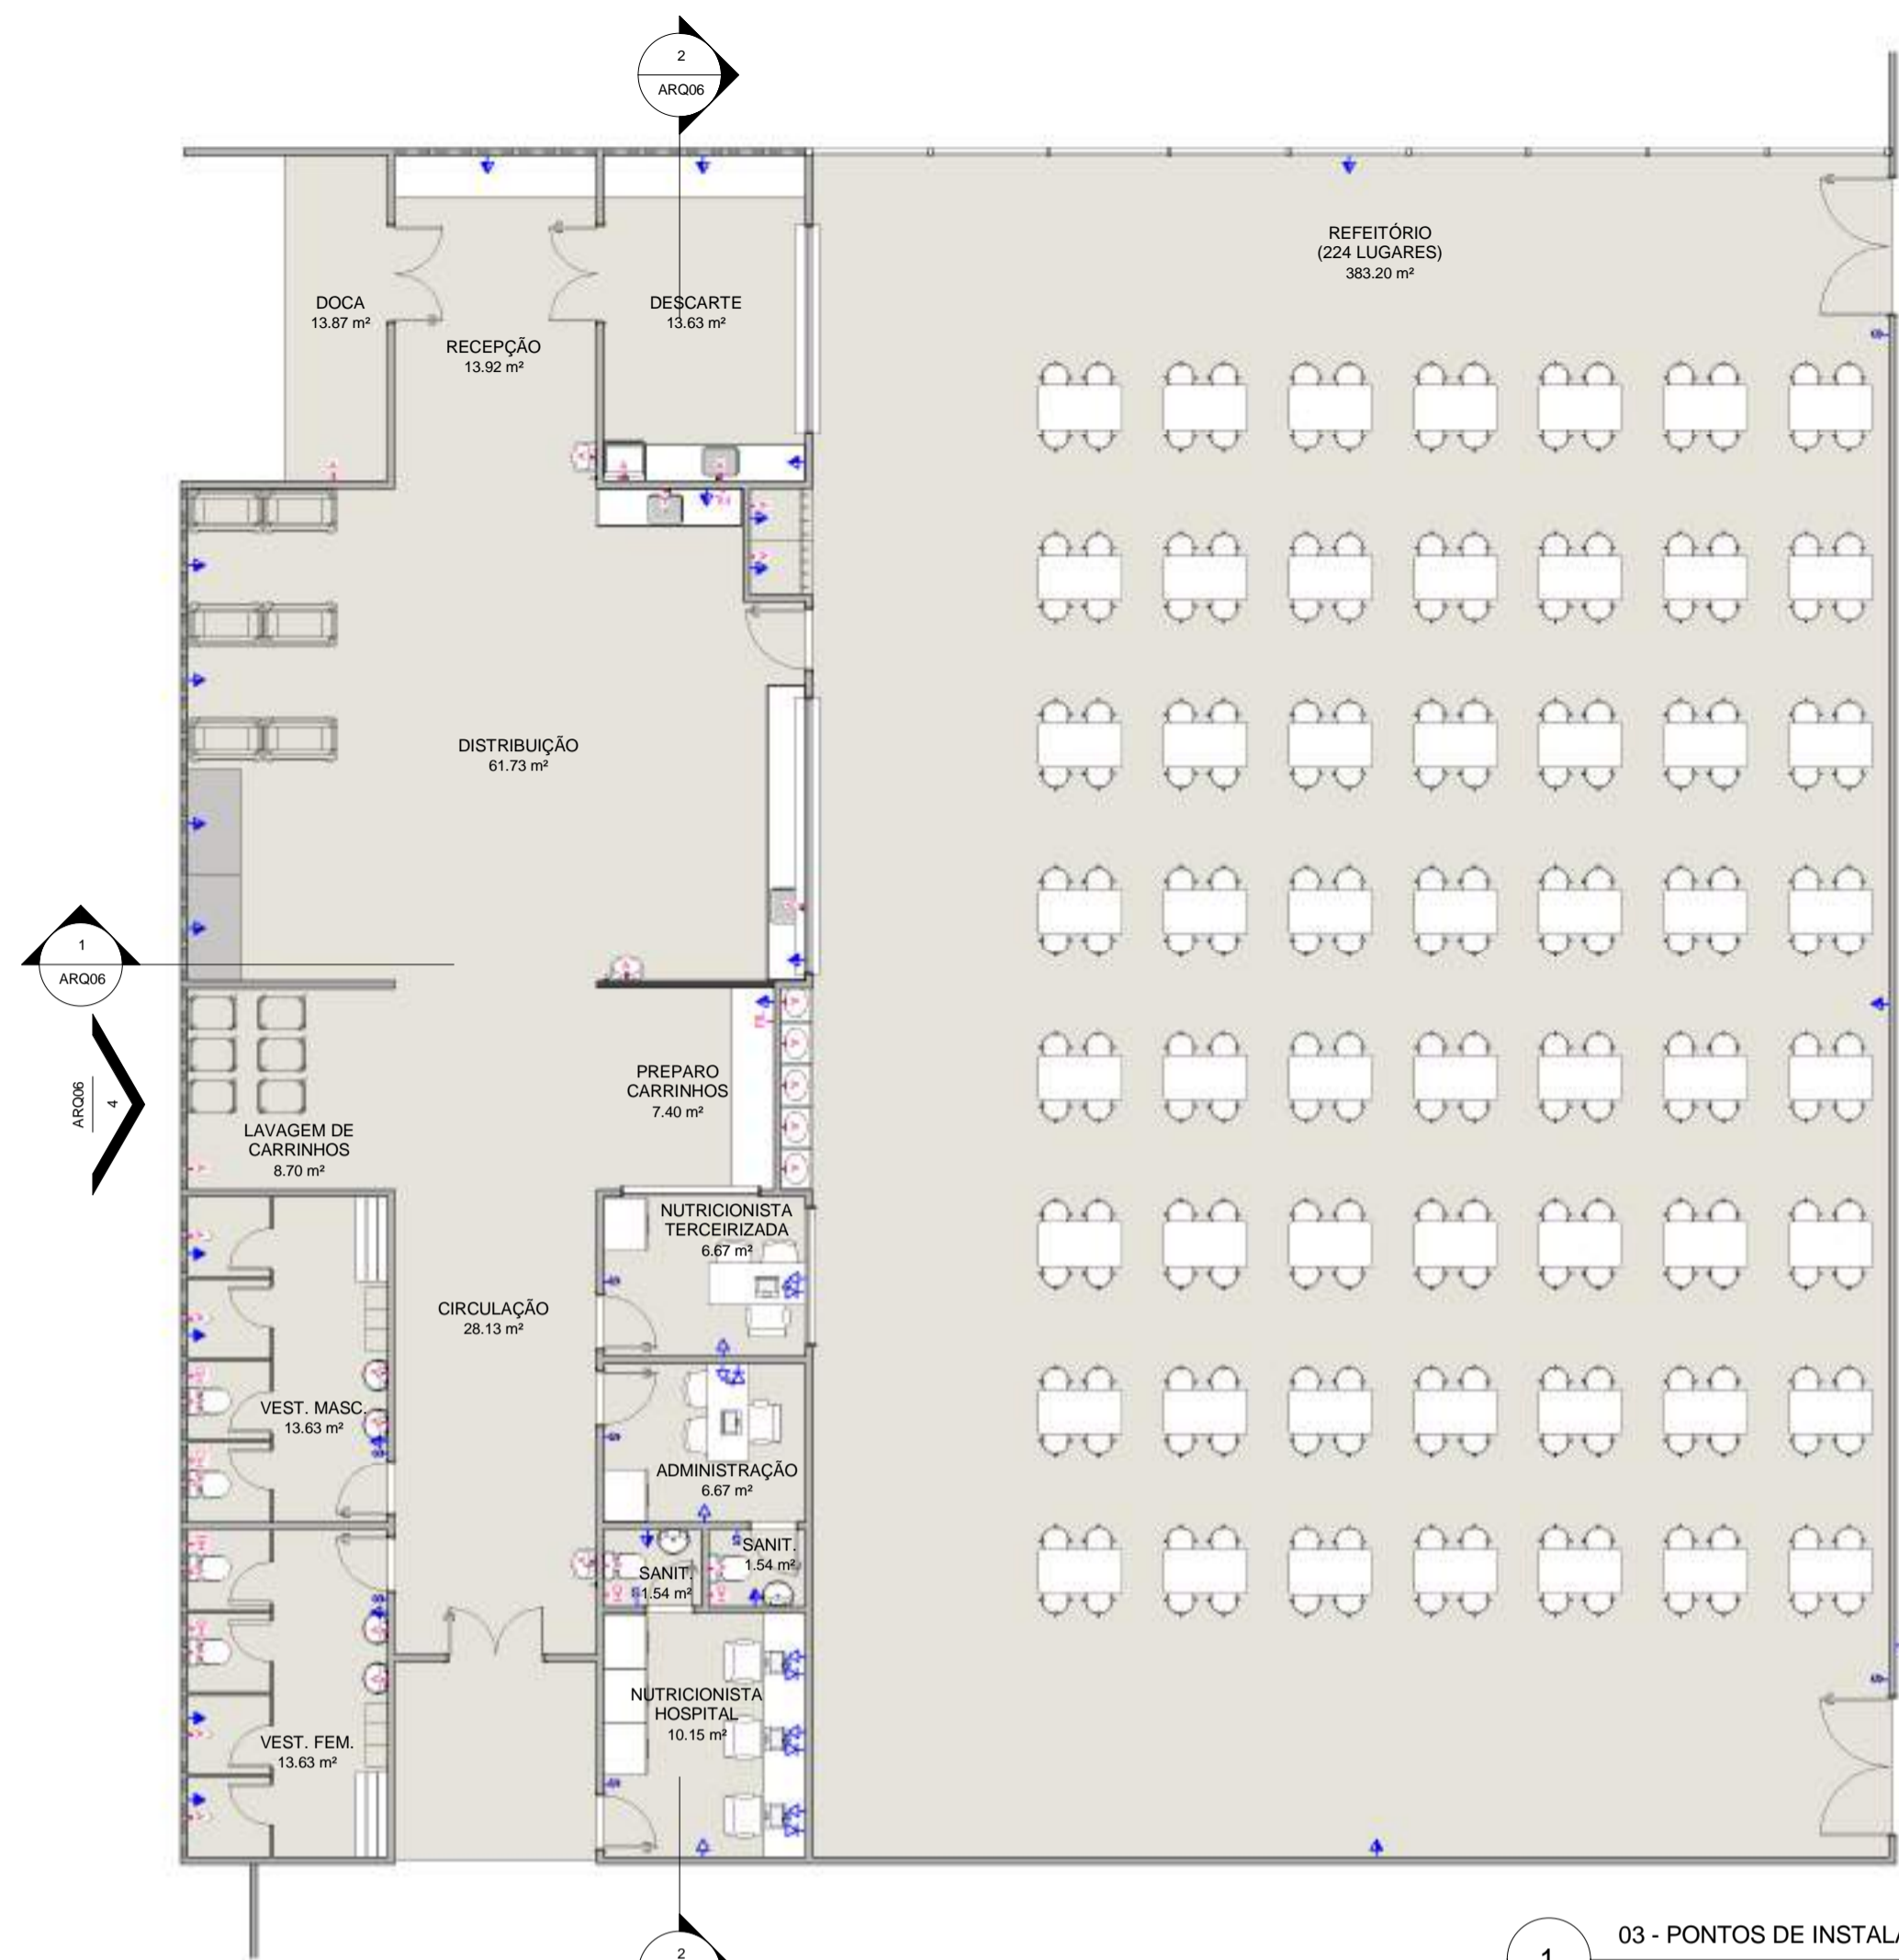 2
ARQ06
REFEITÓRIO
(224 LUGARES)
383.20 m²
DOCA
13.87 m²
DESCARTE
13.63 m²
RECEPÇÃO
13.92 m²
DISTRIBUIÇÃO
61.73 m²
1
ARQ06
ARQ06
4
PREPARO
CARRINHOS
7.40 m²
LAVAGEM DE
CARRINHOS
8.70 m²
NUTRICIONISTA
TERCEIRIZADA
6.67 m²
CIRCULAÇÃO
28.13 m²
VEST. MASC.
13.63 m²
ADMINISTRAÇÃO
6.67 m²
SANIT.
1.54 m²
SANIT.
1.54 m²
NUTRICIONISTA
HOSPITAL
10.15 m²
VEST. FEM.
13.63 m²
2
1
03 - PONTOS DE INSTAL